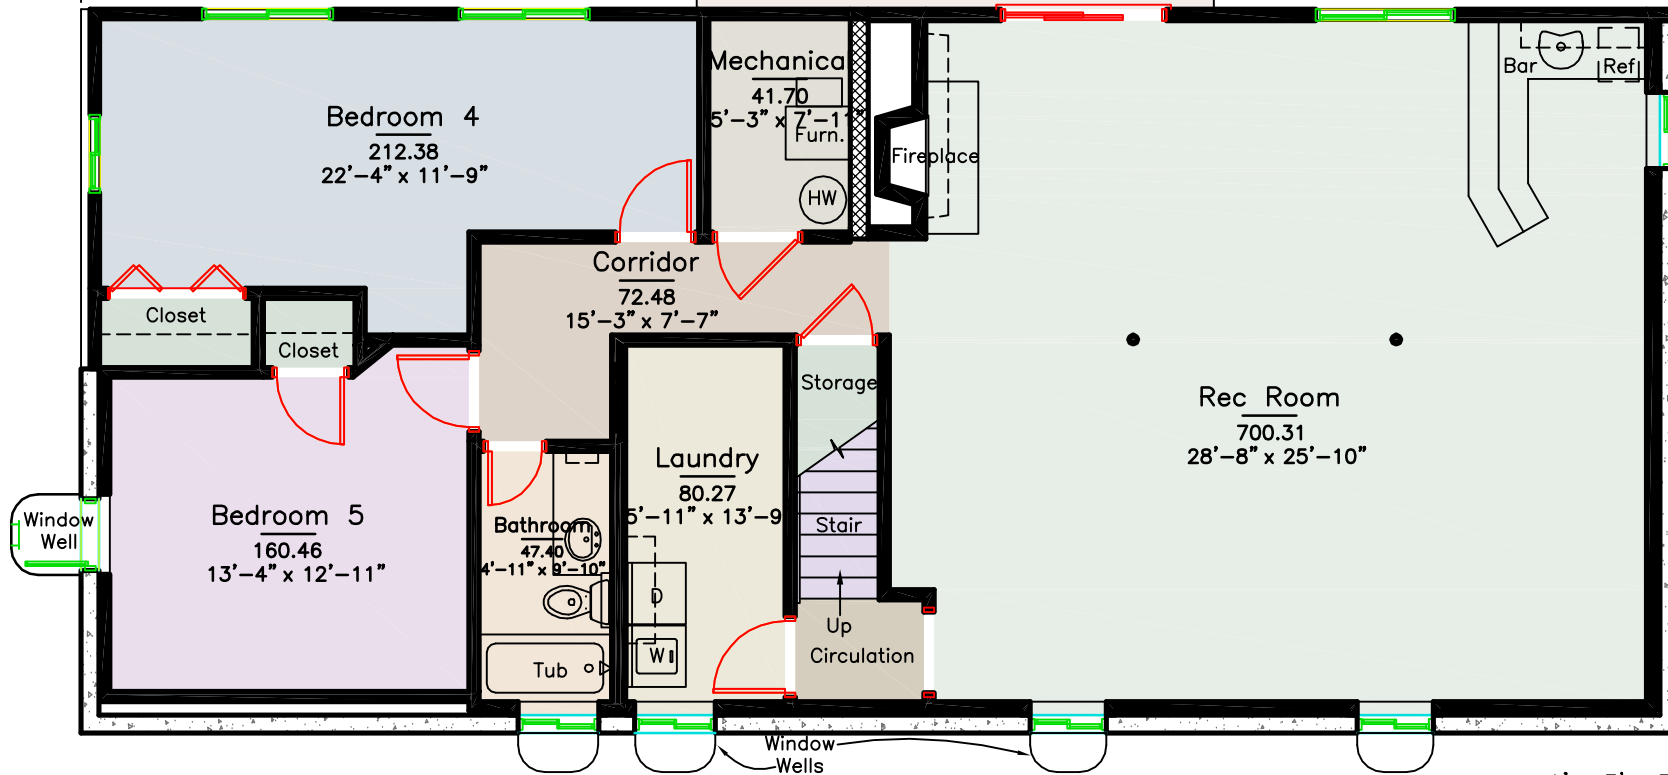 Bedroom 4
212.38
22'-4" x 11'-9"
Mechanical
41.70
5'-3" x 7'-11"
Furn.
HW
Fireplace
Bar
Ref
Corridor
72.48
15'-3" x 7'-7"
Closet
Closet
Storage
Rec Room
700.31
28'-8" x 25'-10"
Laundry
80.27
5'-11" x 13'-9
Bedroom 5
160.46
13'-4" x 12'-11"
Window
Well
Bathroom
47.40
4'-11" x 9'-10"
Stair
D
Up
W
Circulation
Tub
Window
Wells